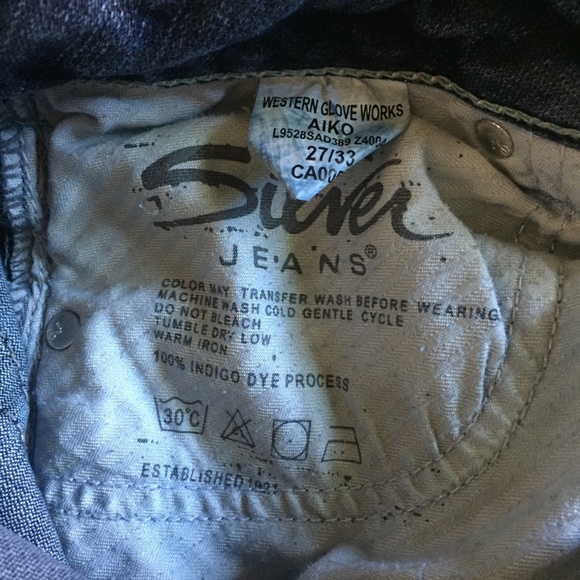 WESTERN GLOVE WORKS
AIKO
L9528SAD389
27/33
Silver
JEANS®
COLOR MAY TRANSFER WASH BEFORE WEARING
MACHINE WASH COLD GENTLE CYCLE
DO NOT BLEACH
TUMBLE DRY LOW
WARM IRON
100% INDIGO DYE PROCESS
30°C
ESTABLISHED 1921